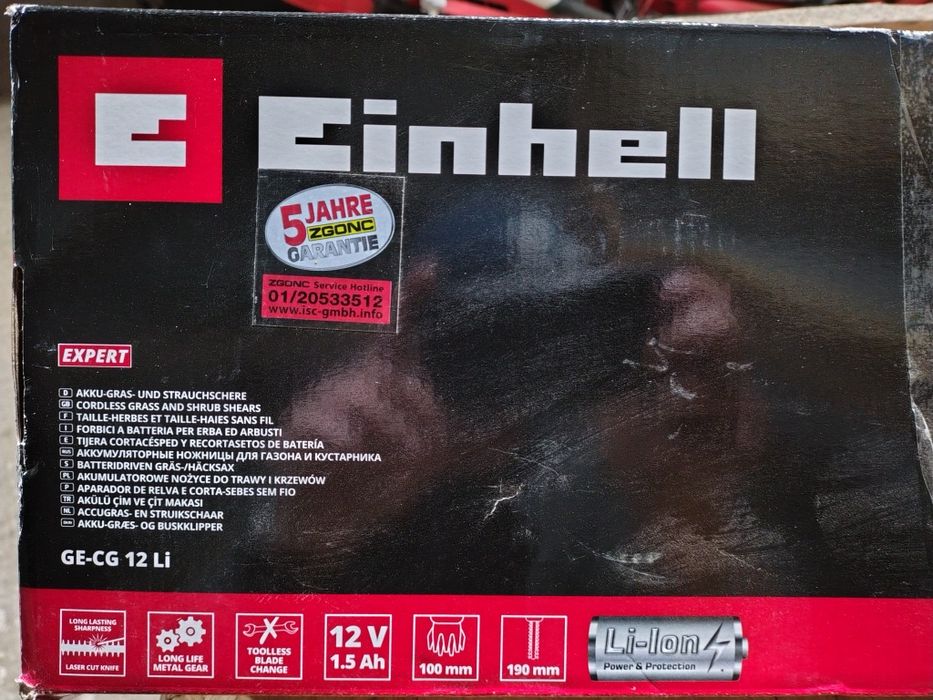 Einhell
5 JAHRE
ZGONC
GARANTIE
ZGONC Service Hotline
01/20533512
www.isc-gmbh.info
EXPERT
D AKKU-GRAS- UND STRAUCHSCHERE
GB CORDLESS GRASS AND SHRUB SHEARS
F TAILLE-HERBES ET TAILLE-HAIES SANS FIL
I FORBICI A BATTERIA PER ERBA ED ARBUSTI
E TIJERA CORTACÉSPED Y RECORTASETOS DE BATERÍA
RUS АККУМУЛЯТОРНЫЕ НОЖНИЦЫ ДЛЯ ГАЗОНА И КУСТАРНИКА
S BATTERIDRIVEN GRÄS-/HÄCKSAX
PL AKUMULATOROWE NOŻYCE DO TRAWY I KRZEWÓW
P APARADOR DE RELVA E CORTA-SEBES SEM FIO
TR AKÜLÜ ÇİM VE ÇİT MAKASI
NL ACCUGRAS- EN STRUIKSCHAAR
AKKU-GRÆS- OG BUSKKLIPPER
GE-CG 12 Li
LONG LASTING
SHARPNESS
LASER CUT KNIFE
LONG LIFE
METAL GEAR
TOOLLESS
BLADE
CHANGE
12 V
1.5 Ah
100 mm
190 mm
Li-Ion
Power & Protection